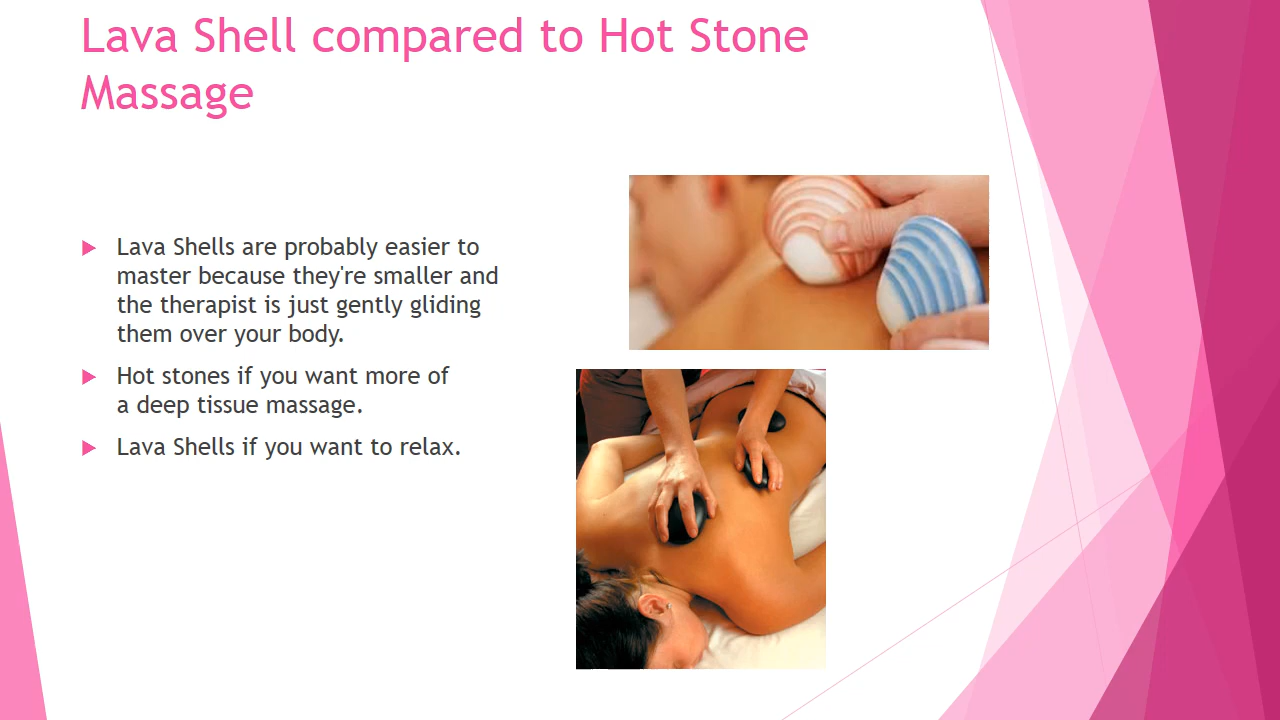 Lava Shell compared to Hot Stone
Massage
Lava Shells are probably easier to
master because they're smaller and
the therapist is just gently gliding
them over your body.
Hot stones if you want more of
a deep tissue massage.
Lava Shells if you want to relax.